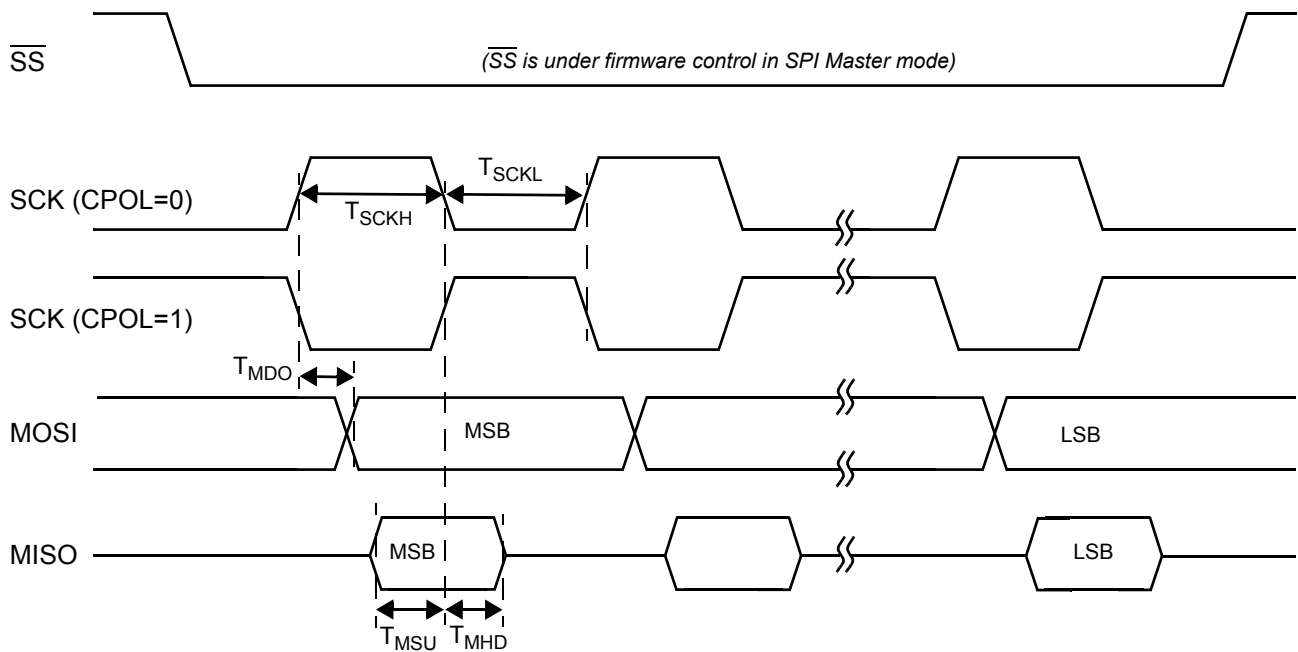 SS
(SS is under firmware control in SPI Master mode)
SCK (CPOL=0)
TSCKH
TSCKL
SCK (CPOL=1)
TMDO
MOSI
MSB
LSB
MISO
MSB
LSB
TMSU
TMHD